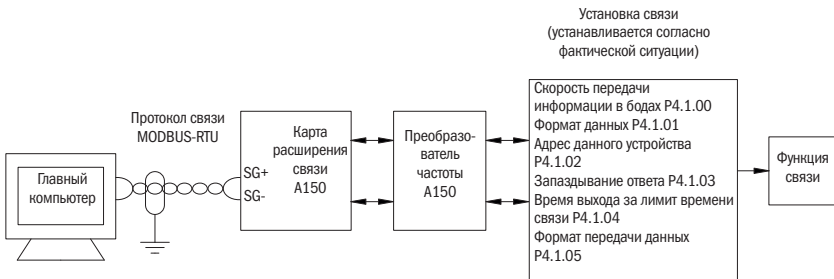 Установка связи
(устанавливается согласно
фактической ситуации)
Протокол связи
MODBUS-RTU
Главный
компьютер
SG+
SG-
Карта
расширения
связи
A150
Преобразо-
ватель
частоты
A150
Скорость передачи
информации в бодах P4.1.00
Формат данных P4.1.01
Адрес данного устройства
P4.1.02
Запаздывание ответа P4.1.03
Время выхода за лимит времени
связи P4.1.04
Формат передачи данных
P4.1.05
Функция
связи